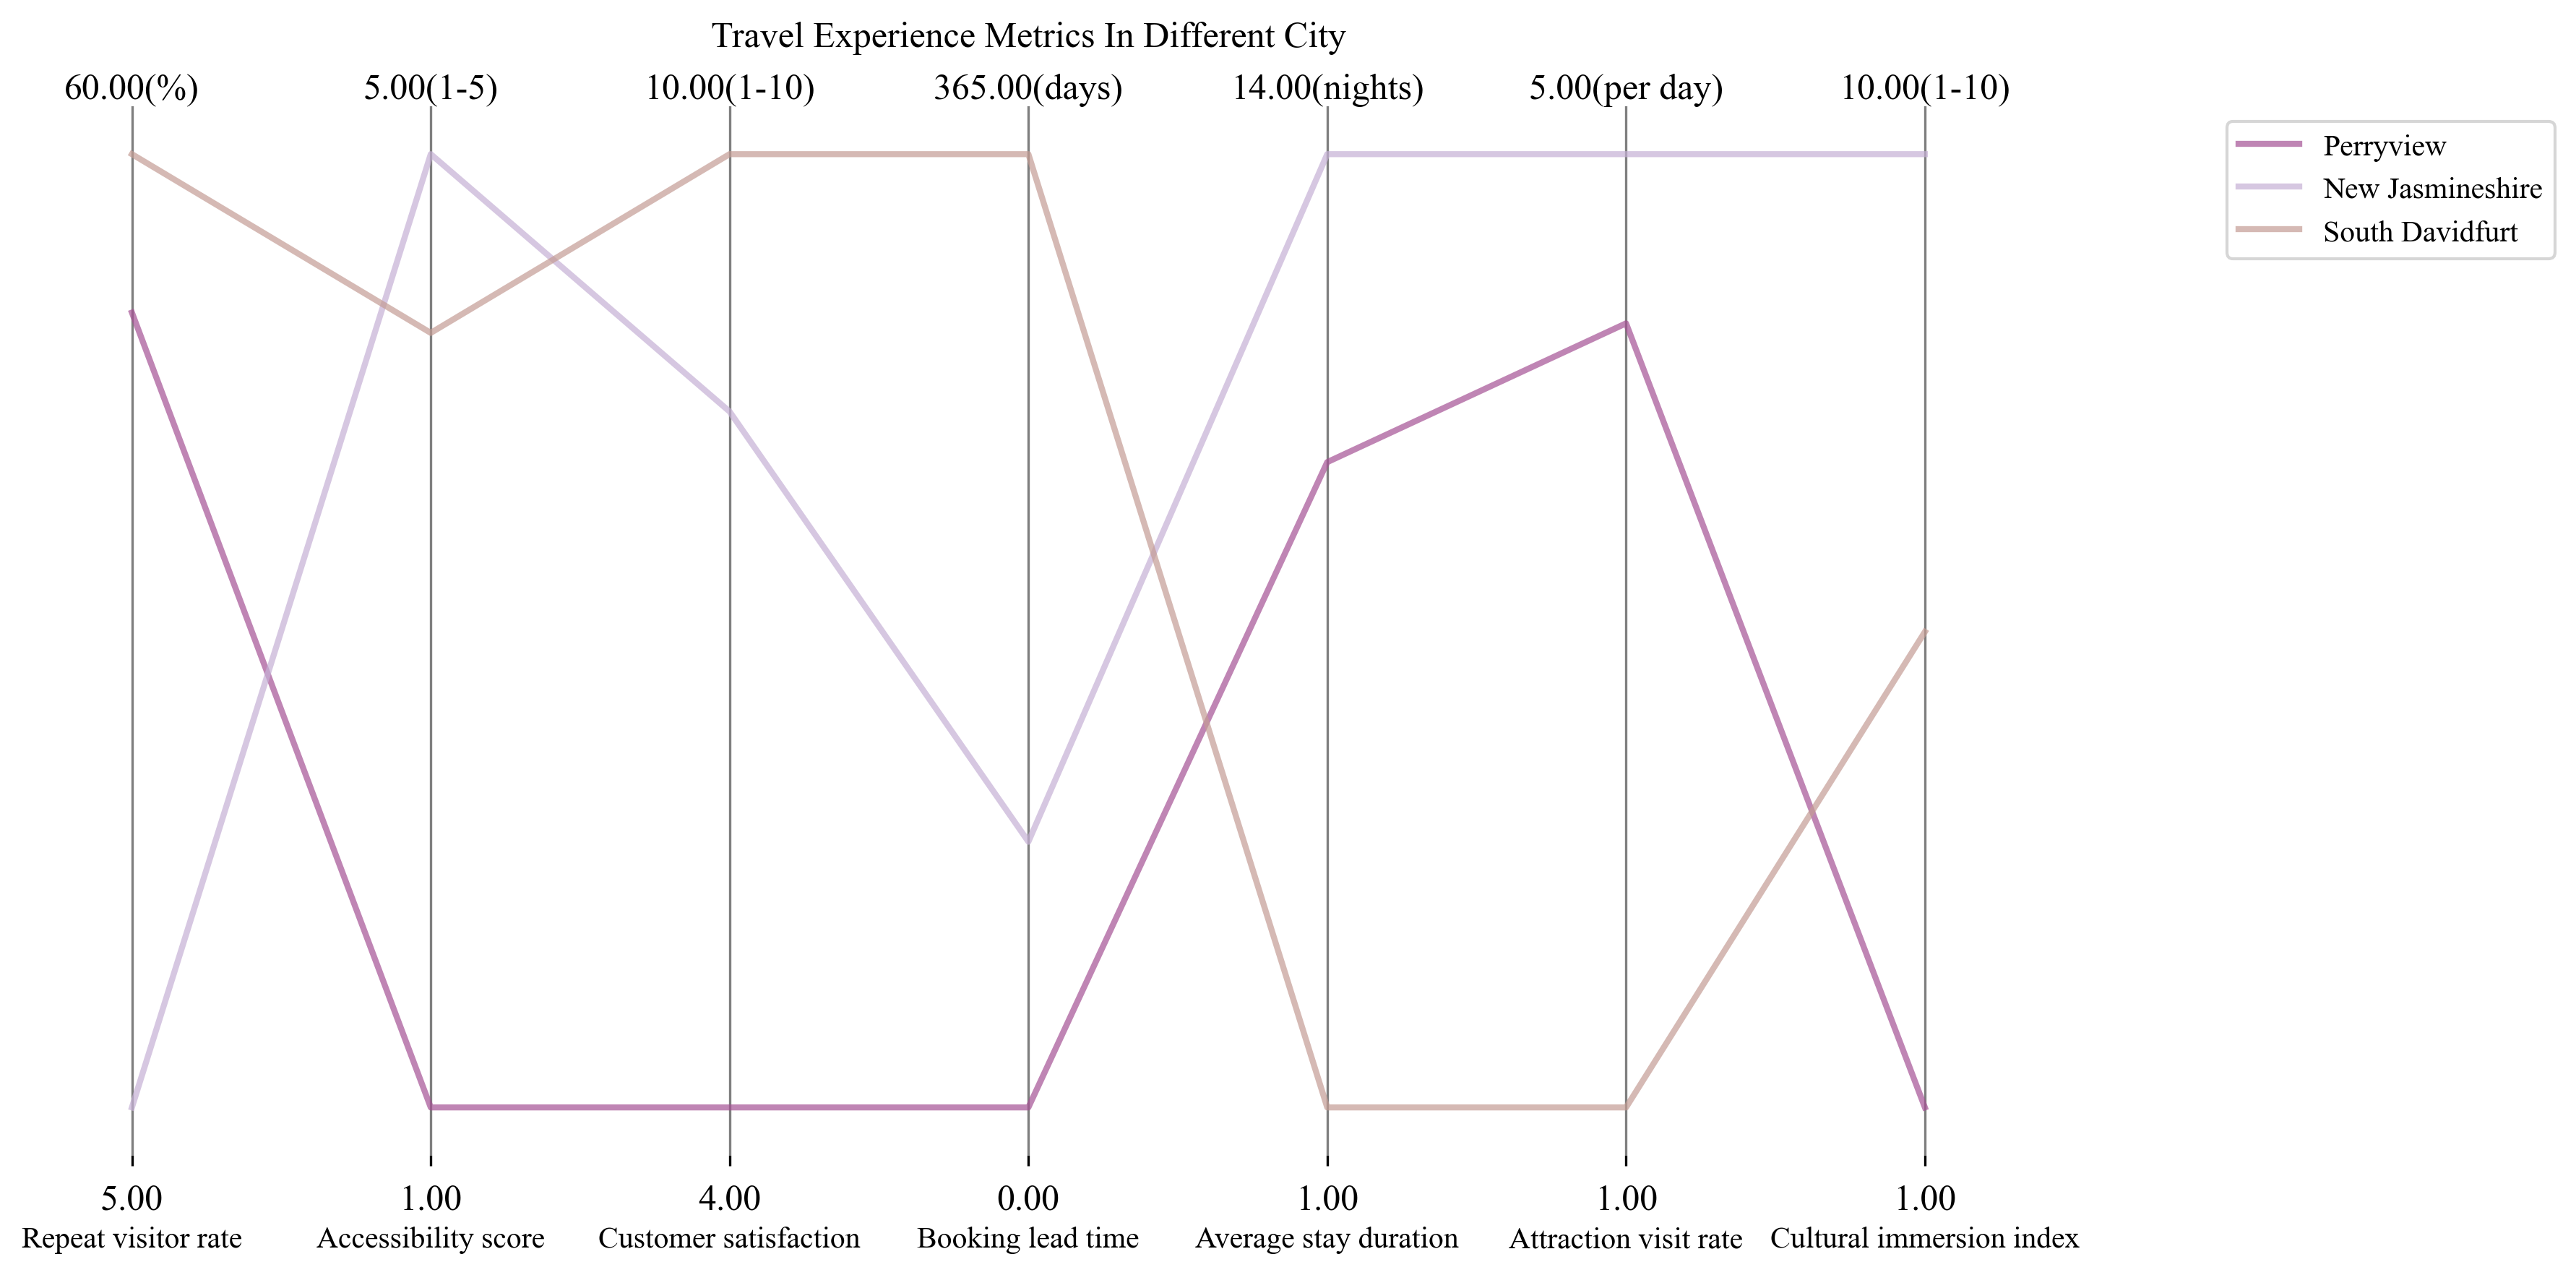 Travel Experience Metrics In Different City
60.00(%) 5.00(1-5) 10.00(1-10) 365.00(days) 14.00(nights) 5.00(per day) 10.00(1-10)
Perryview
New Jasmineshire
South Davidfurt
5.00 1.00 4.00 0.00 1.00 1.00 1.00
Repeat visitor rate Accessibility score Customer satisfaction Booking lead time Average stay duration Attraction visit rate Cultural immersion index